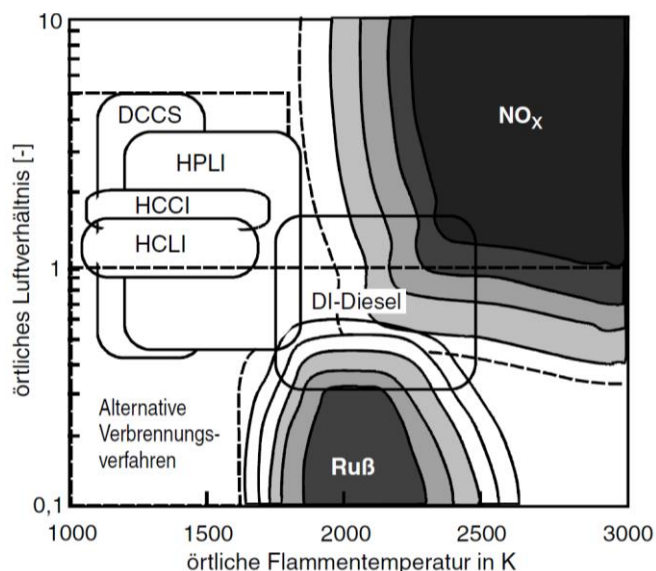 10
1
0,1
örtliches Luftverhältnis [-]
DCCS
HPLI
HCCI
HCLI
DI-Diesel
NOX
Ruß
Alternative
Verbrennungs-
verfahren
1000
1500
2000
2500
3000
örtliche Flammentemperatur in K